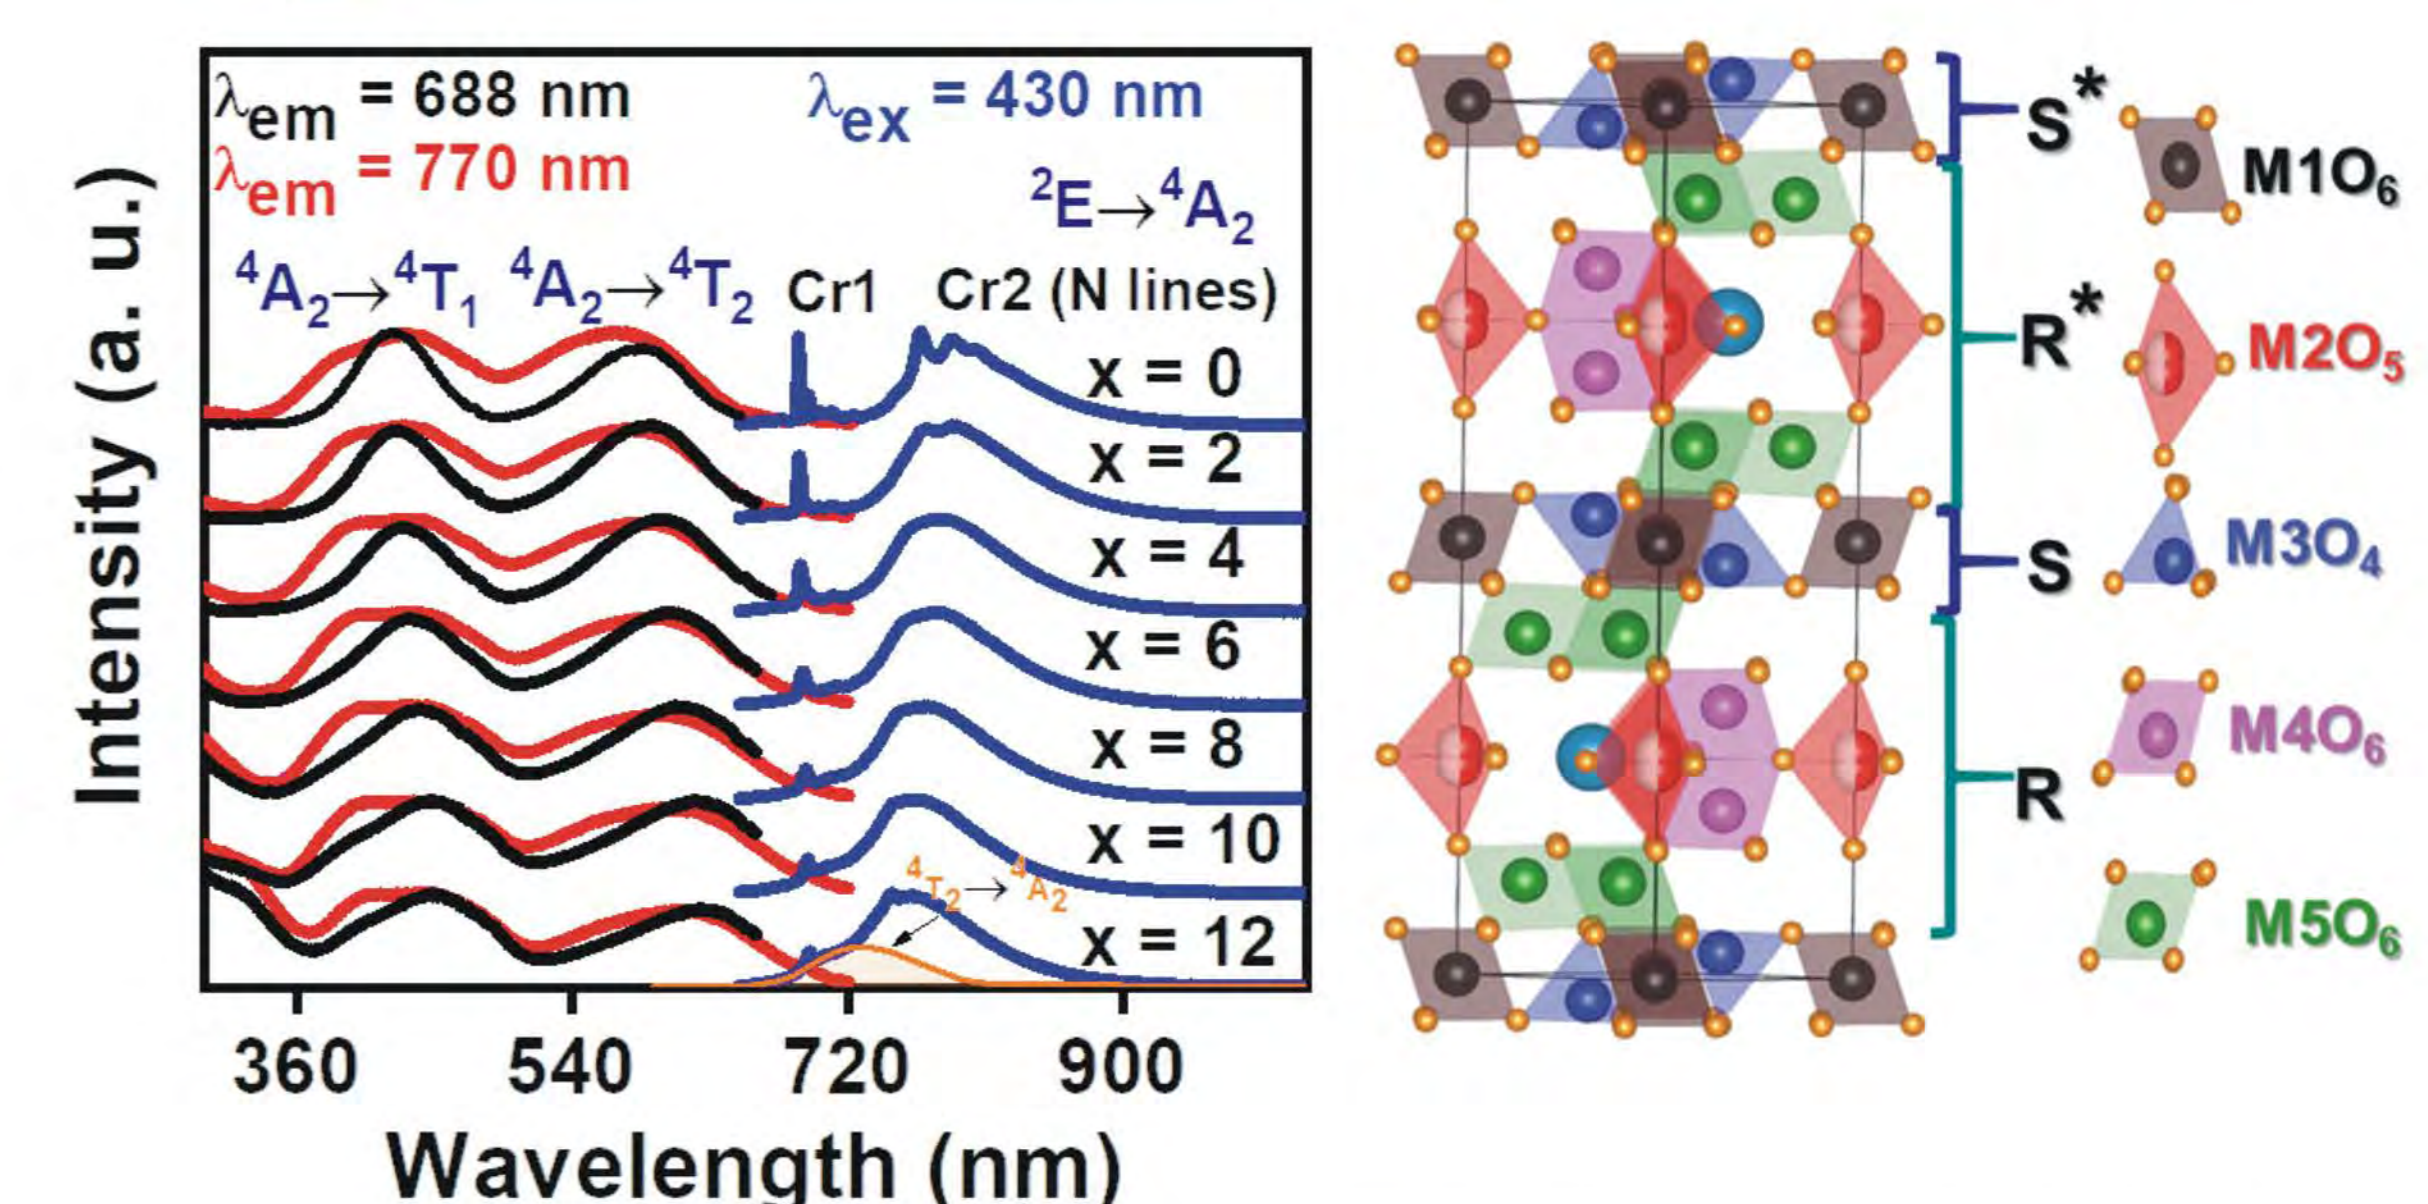 λem = 688 nm
λem = 770 nm
λex = 430 nm
²E→⁴A₂
⁴A₂→⁴T₁
⁴A₂→⁴T₂
Cr1
Cr2 (N lines)
x = 0
x = 2
x = 4
x = 6
x = 8
x = 10
⁴T₂→⁴A₂
x = 12
Intensity (a. u.)
360 540 720 900
Wavelength (nm)
S*
R*
S
R
M1O₆
M2O₅
M3O₄
M4O₆
M5O₆